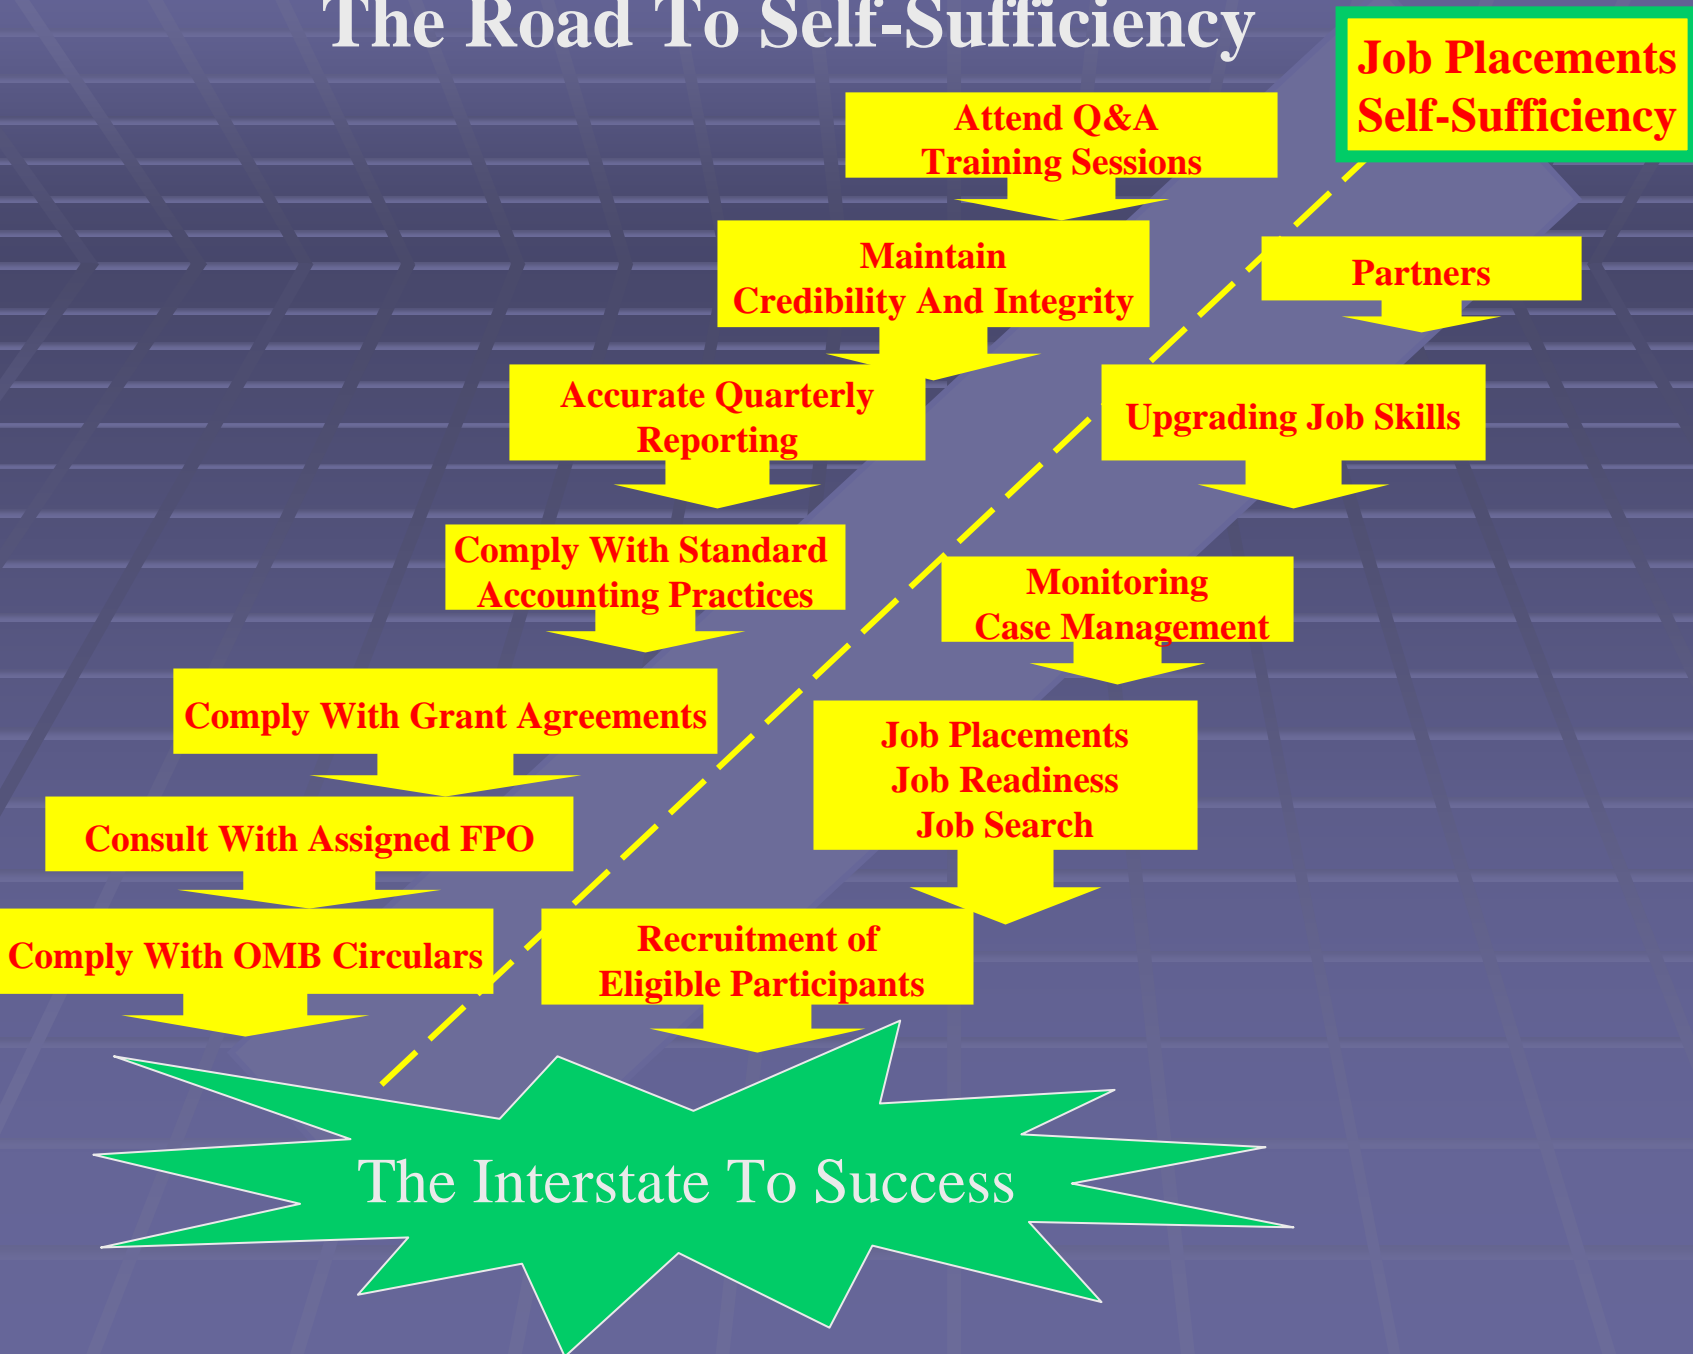 The Road To Self-Sufficiency
Job Placements
Self-Sufficiency
Attend Q&A
Training Sessions
Maintain
Credibility And Integrity
Partners
Accurate Quarterly
Reporting
Upgrading Job Skills
Comply With Standard
Accounting Practices
Monitoring
Case Management
Comply With Grant Agreements
Job Placements
Job Readiness
Job Search
Consult With Assigned FPO
Comply With OMB Circulars
Recruitment of
Eligible Participants
The Interstate To Success